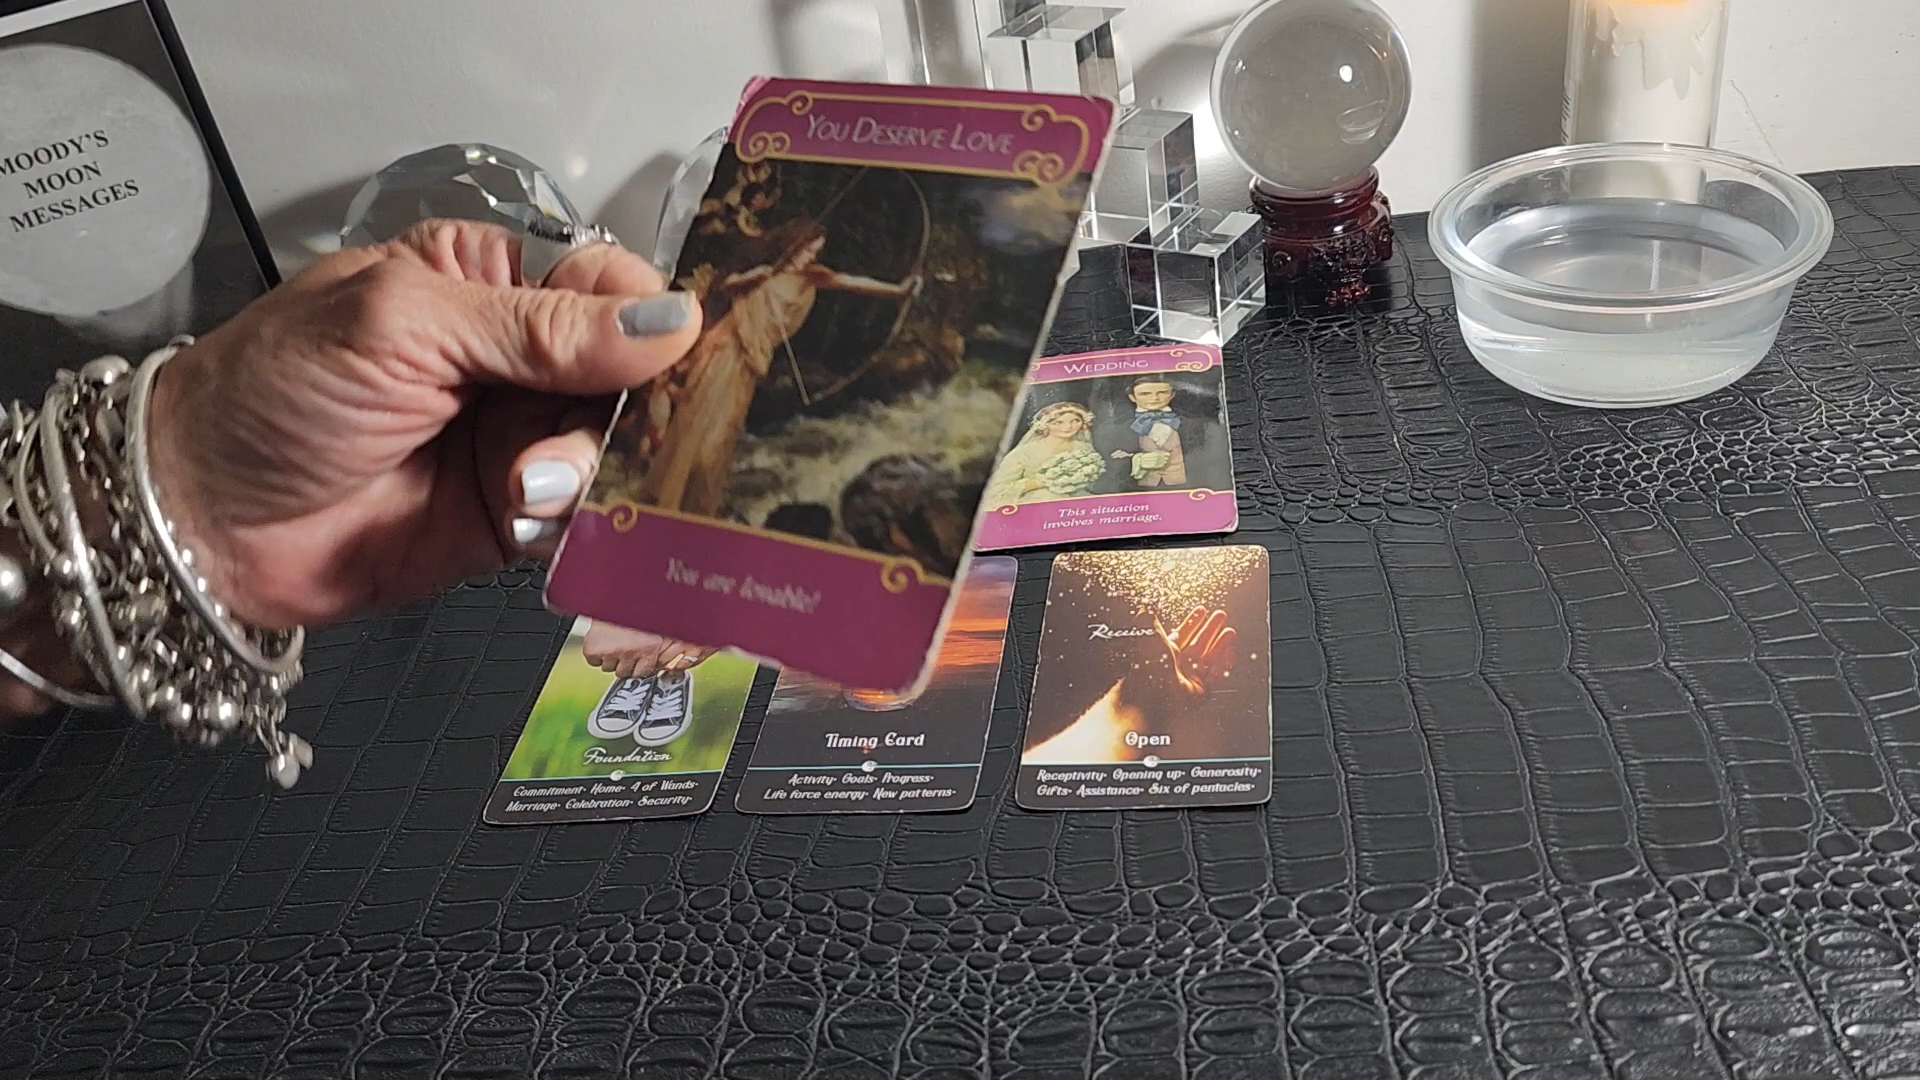 MOODY'S
MOON
MESSAGES
YOU DESERVE LOVE
You are lovable!
WEDDING
This situation
involves marriage.
Foundation
Commitment· Home· 4 of Wands·
Marriage· Celebration· Security·
Timing Card
Activity· Goals· Progress·
Life force energy· New patterns·
Receive
Open
Receptivity· Opening up· Generosity·
Gifts· Assistance· Six of pentacles·